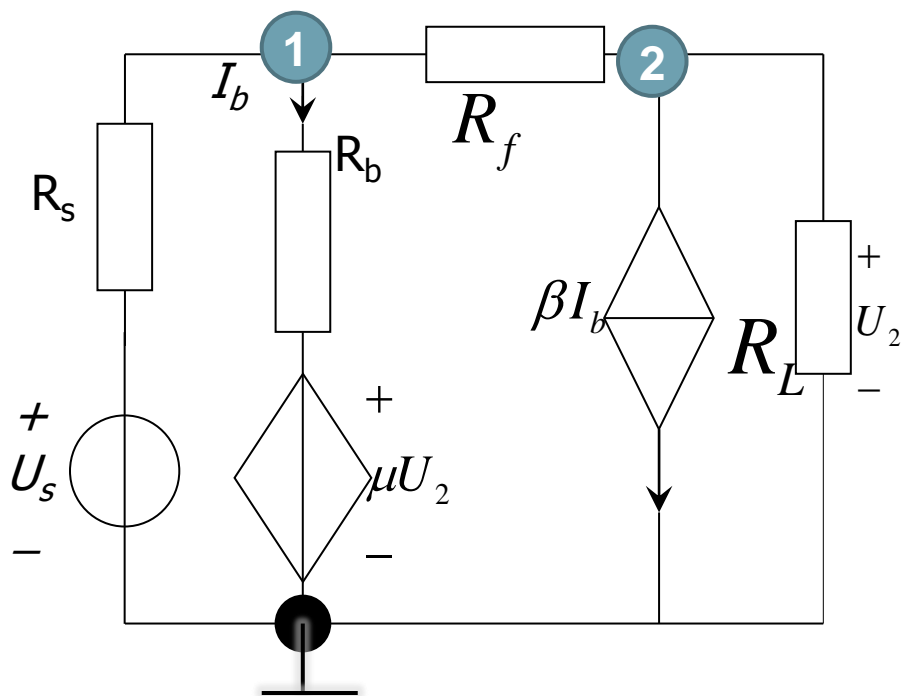 1
2
I_b
R_f
R_b
R_s
+
βI_b
U_2
R_L
−
+
+
U_s
μU_2
−
−